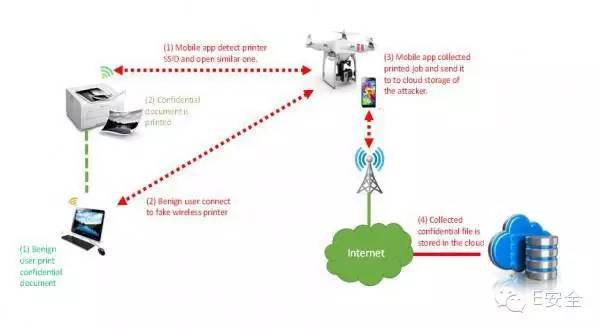 (1) Mobile app detect printer
SSID and open similar one.
(3) Mobile app collected
printed job and send it
to to cloud storage of
the attacker.
(2) Confidential
document is
printed
(2) Benign user connect
to fake wireless printer
(1) Benign
user print
confidential
document
(4) Collected
confidential file is
stored in the cloud
Internet
E安全